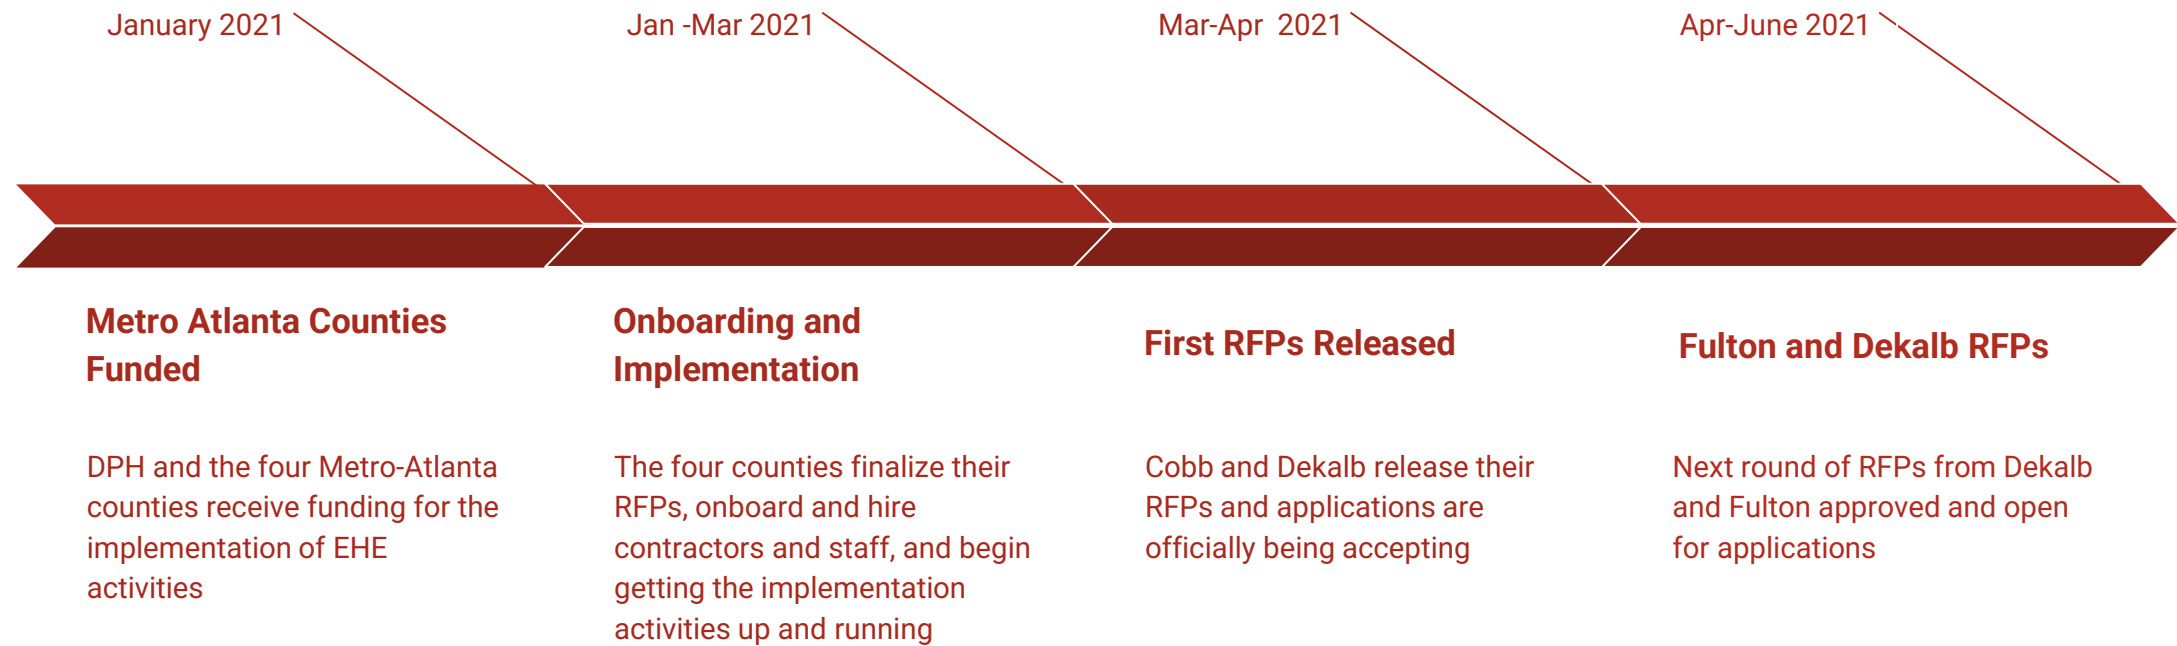 January 2021
Jan -Mar 2021
Mar-Apr  2021
Apr-June 2021
Metro Atlanta Counties
Funded
DPH and the four Metro-Atlanta
counties receive funding for the
implementation of EHE
activities
Onboarding and
Implementation
The four counties finalize their
RFPs, onboard and hire
contractors and staff, and begin
getting the implementation
activities up and running
First RFPs Released
Cobb and Dekalb release their
RFPs and applications are
officially being accepting
Fulton and Dekalb RFPs
Next round of RFPs from Dekalb
and Fulton approved and open
for applications